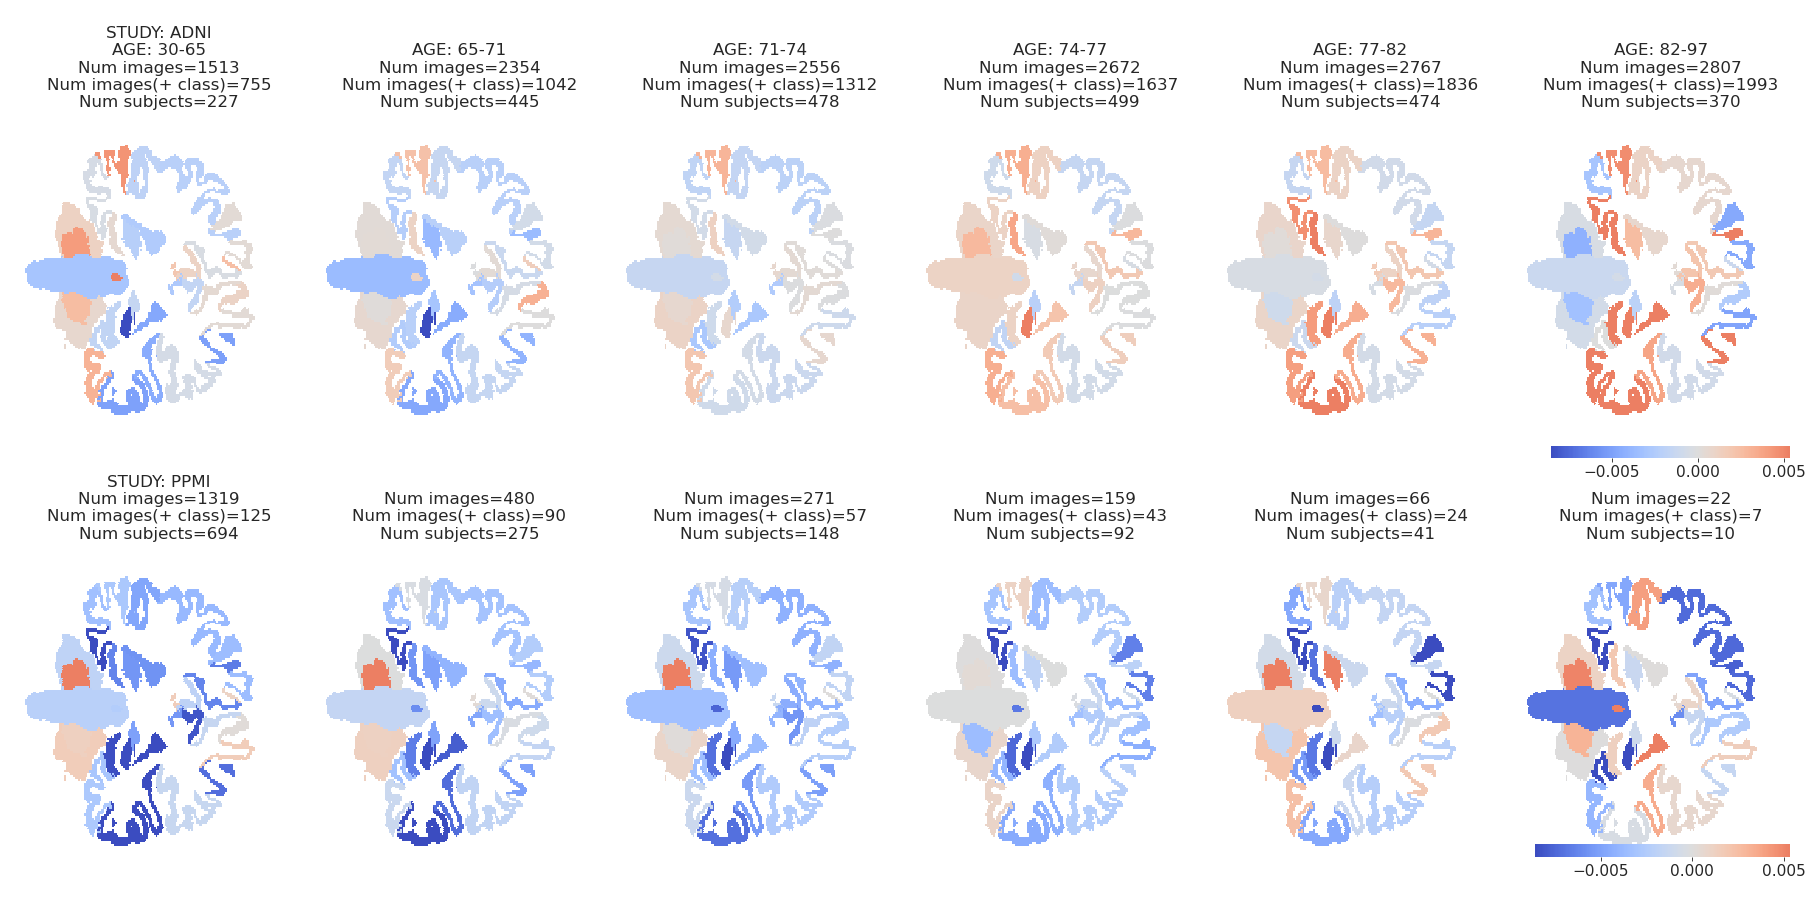 STUDY: ADNI
AGE: 30-65
Num images=1513
Num images(+ class)=755
Num subjects=227
AGE: 65-71
Num images=2354
Num images(+ class)=1042
Num subjects=445
AGE: 71-74
Num images=2556
Num images(+ class)=1312
Num subjects=478
AGE: 74-77
Num images=2672
Num images(+ class)=1637
Num subjects=499
AGE: 77-82
Num images=2767
Num images(+ class)=1836
Num subjects=474
AGE: 82-97
Num images=2807
Num images(+ class)=1993
Num subjects=370
−0.005 0.000 0.005
STUDY: PPMI
Num images=1319
Num images(+ class)=125
Num subjects=694
Num images=480
Num images(+ class)=90
Num subjects=275
Num images=271
Num images(+ class)=57
Num subjects=148
Num images=159
Num images(+ class)=43
Num subjects=92
Num images=66
Num images(+ class)=24
Num subjects=41
Num images=22
Num images(+ class)=7
Num subjects=10
−0.005 0.000 0.005